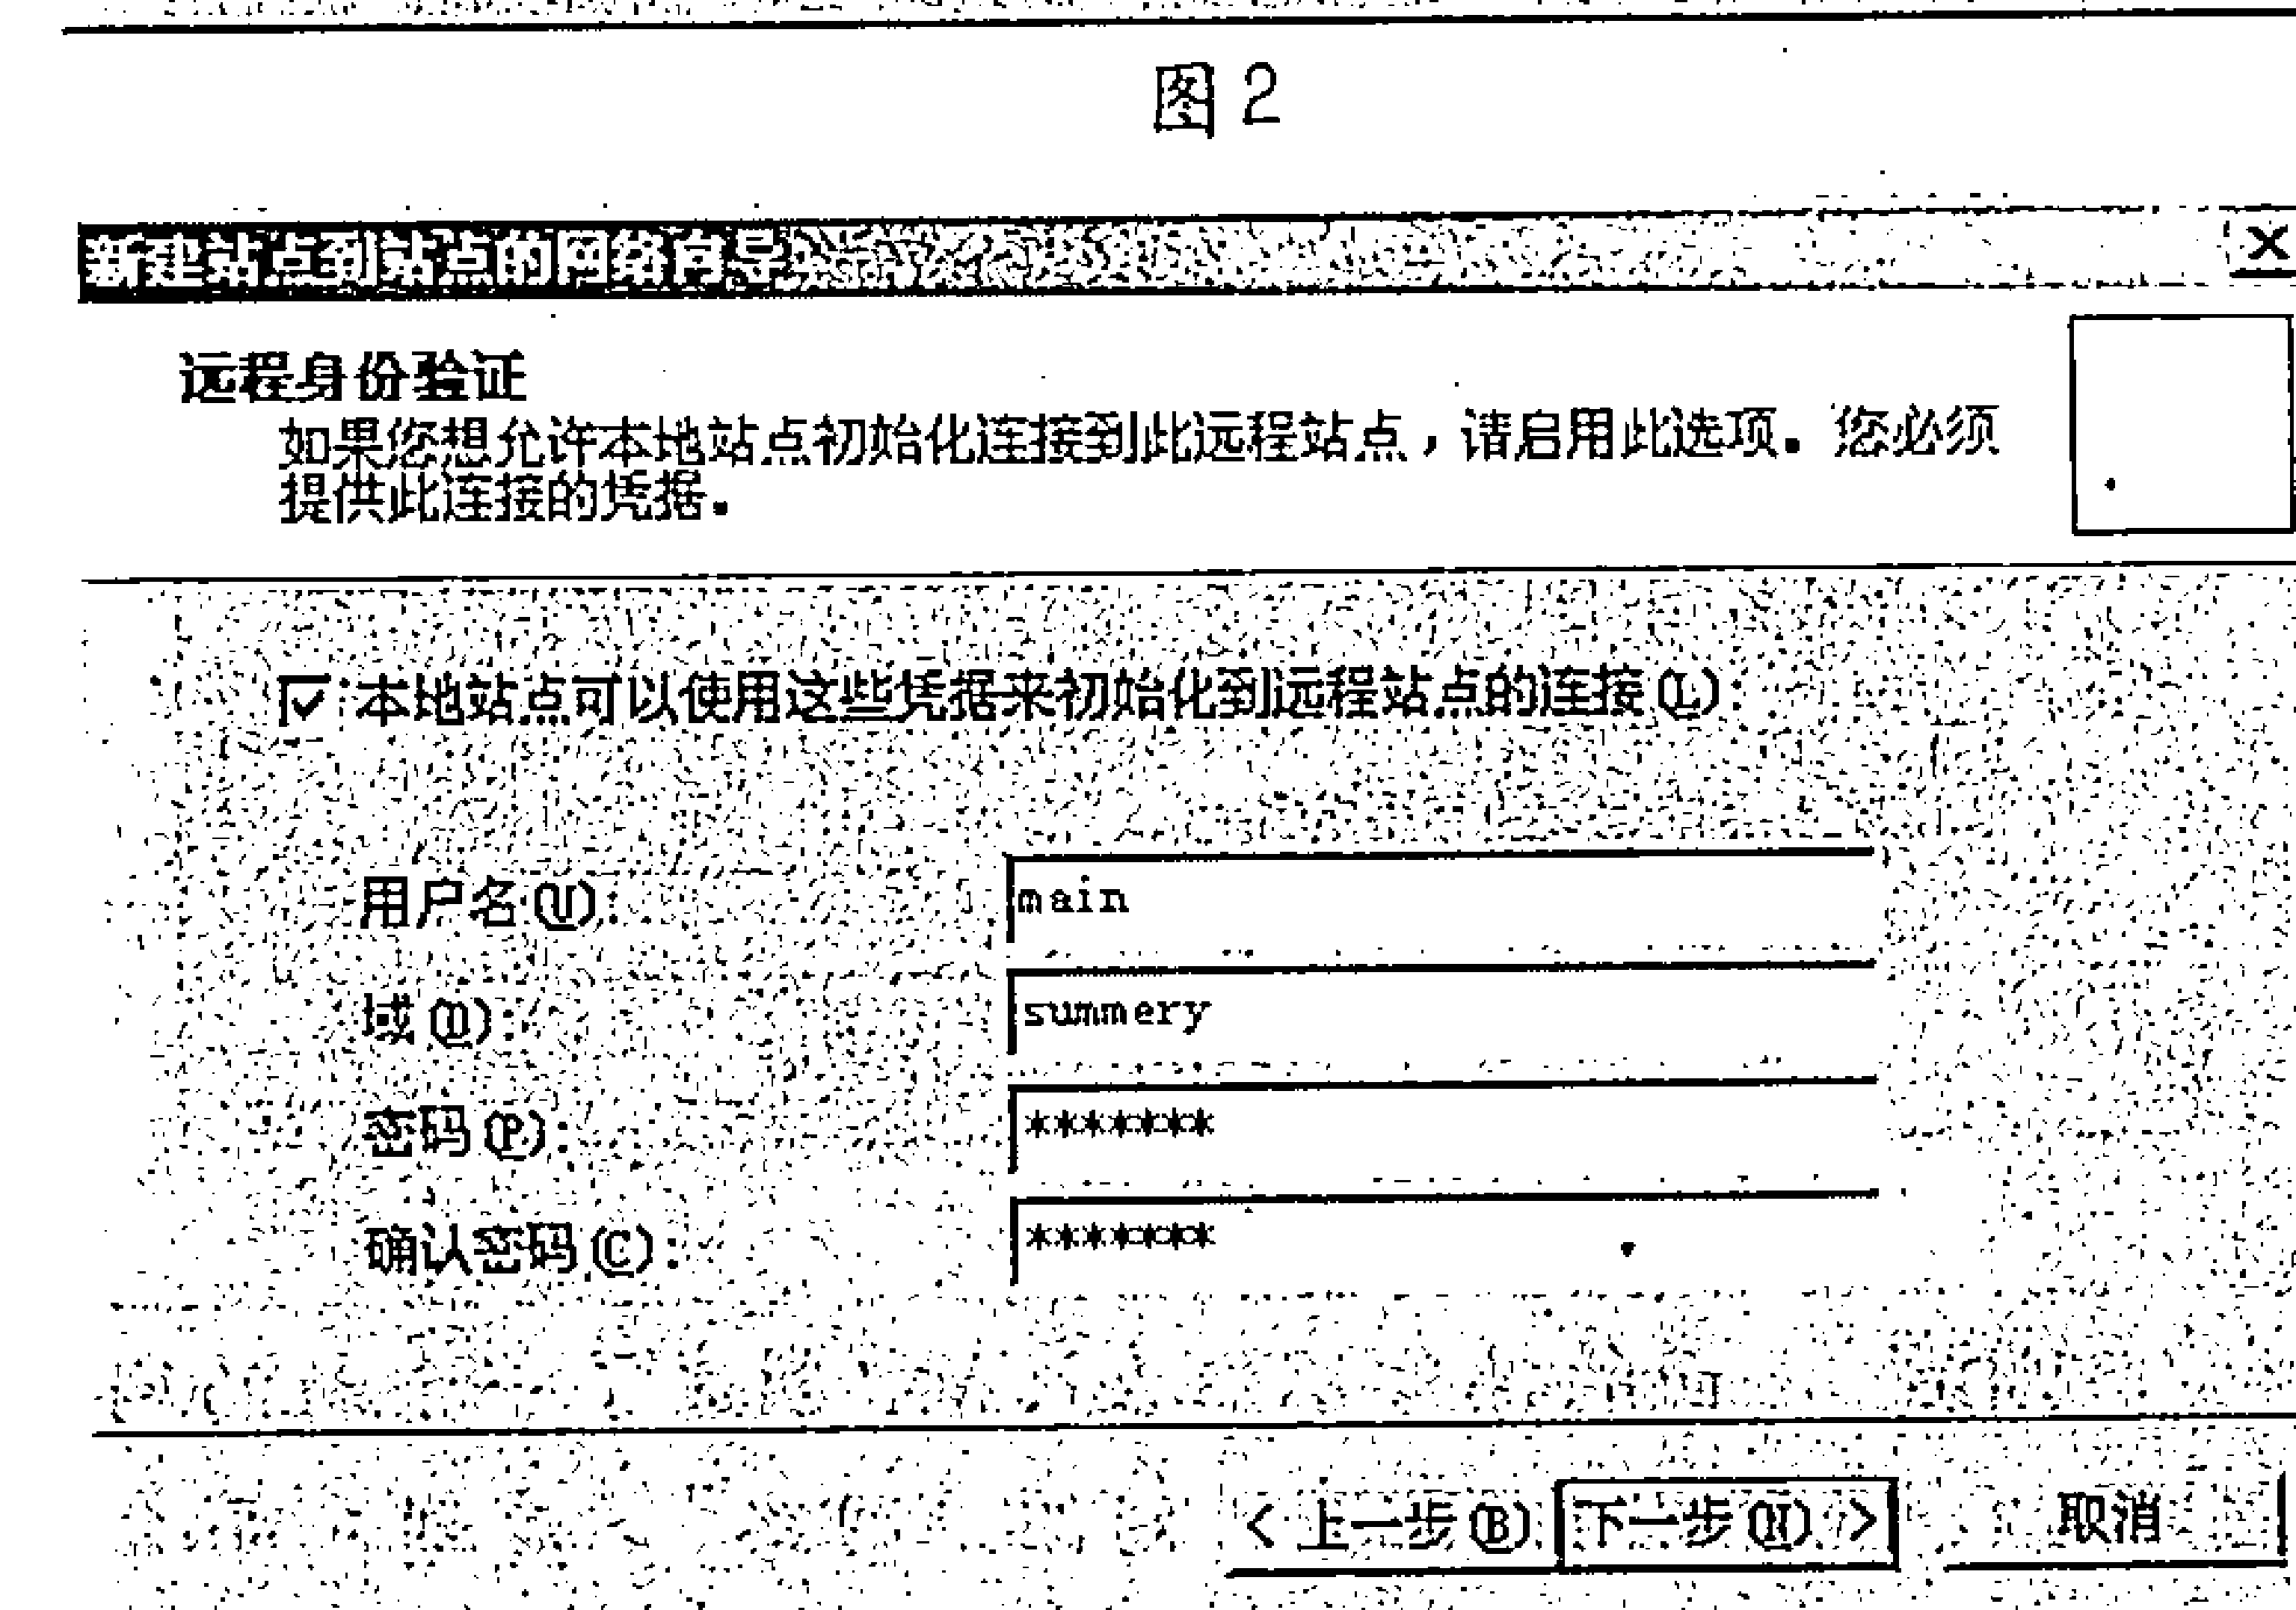 图2
新建站点到站点的网络向导
远程身份验证
如果您想允许本地站点初始化连接到此远程站点，请启用此选项。您必须
提供此连接的凭据。
本地站点可以使用这些凭据来初始化到远程站点的连接(L)
用户名(U): main
域(D): summery
密码(P): *******
确认密码(C): *******
< 上一步(B) 下一步(N) > 取消